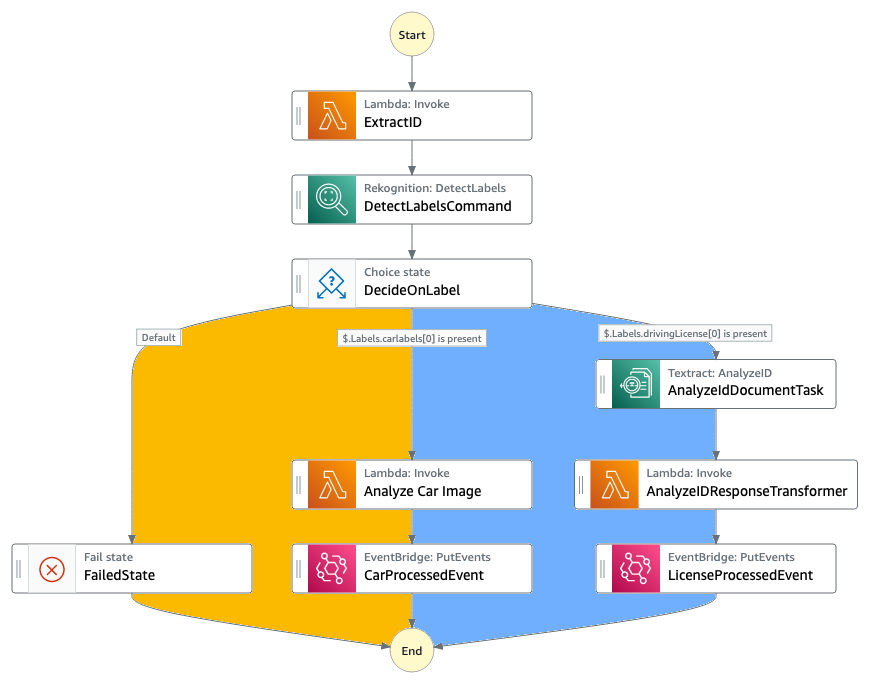 Start
Lambda: Invoke
ExtractID
Rekognition: DetectLabels
DetectLabelsCommand
Choice state
DecideOnLabel
Default
$.Labels.carlabels[0] is present
$.Labels.drivingLicense[0] is present
Textract: AnalyzeID
AnalyzeIdDocumentTask
Lambda: Invoke
Analyze Car Image
Lambda: Invoke
AnalyzeIDResponseTransformer
Fail state
FailedState
EventBridge: PutEvents
CarProcessedEvent
EventBridge: PutEvents
LicenseProcessedEvent
End